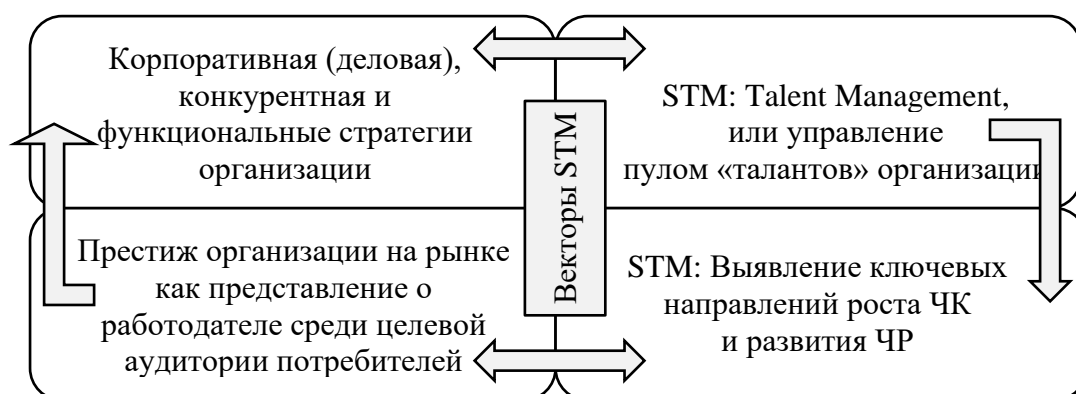 Корпоративная (деловая),
конкурентная и
функциональные стратегии
организации
STM: Talent Management,
или управление
пулом «талантов» организации
Векторы STM
Престиж организации на рынке
как представление о
работодателе среди целевой
аудитории потребителей
STM: Выявление ключевых
направлений роста ЧК
и развития ЧР